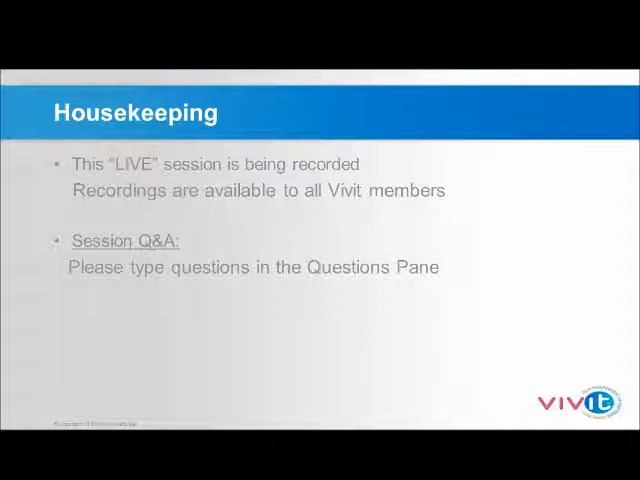 Housekeeping
• This “LIVE” session is being recorded
Recordings are available to all Vivit members
• Session Q&A:
Please type questions in the Questions Pane
VIVIT